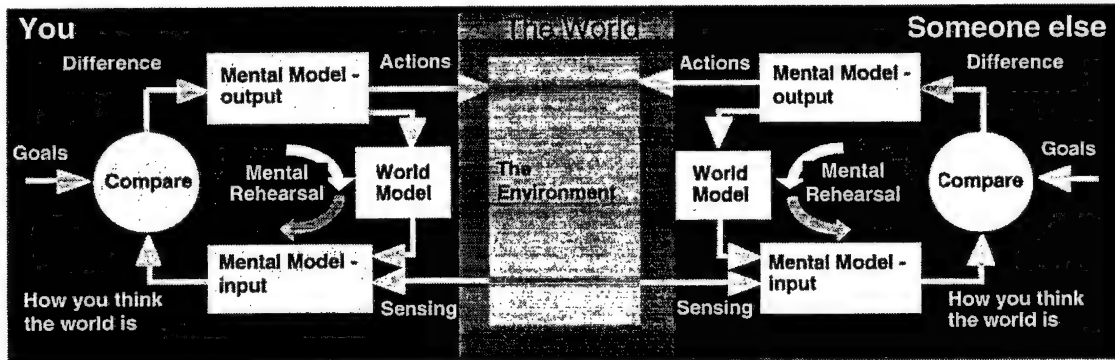 You
The World
Someone else
Difference
Mental Model -
output
Actions
Actions
Mental Model -
output
Difference
Goals
Compare
Mental
Rehearsal
World
Model
The
Environment
World
Model
Mental
Rehearsal
Compare
Goals
Mental Model -
input
Mental Model -
input
How you think
the world is
Sensing
Sensing
How you think
the world is